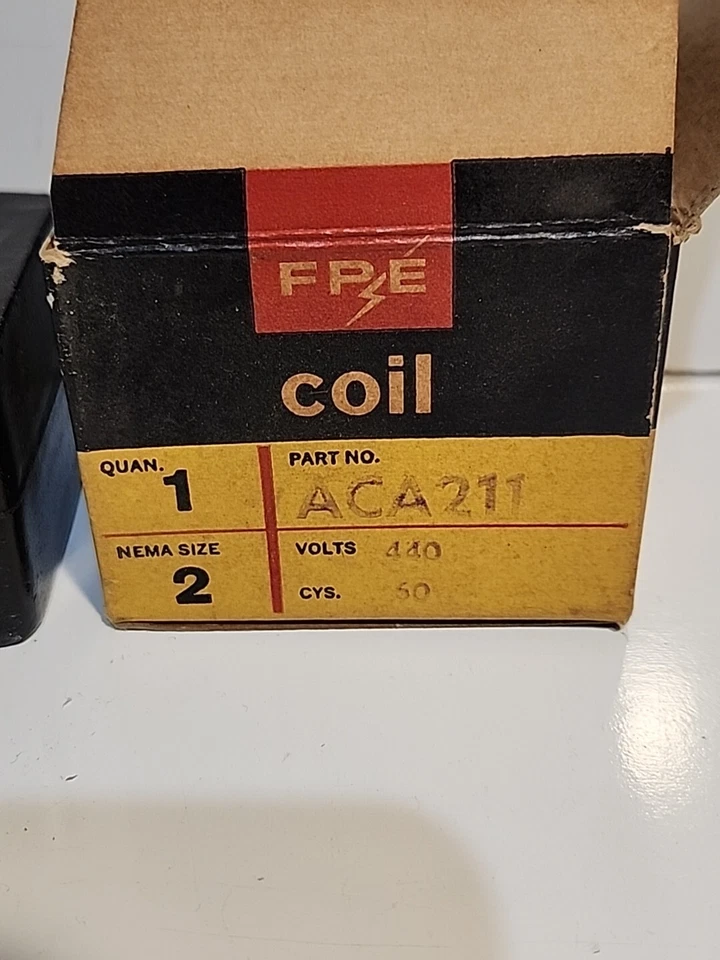 FPE
coil
QUAN. 1
PART NO. ACA211
NEMA SIZE 2
VOLTS 440
CYS. 60